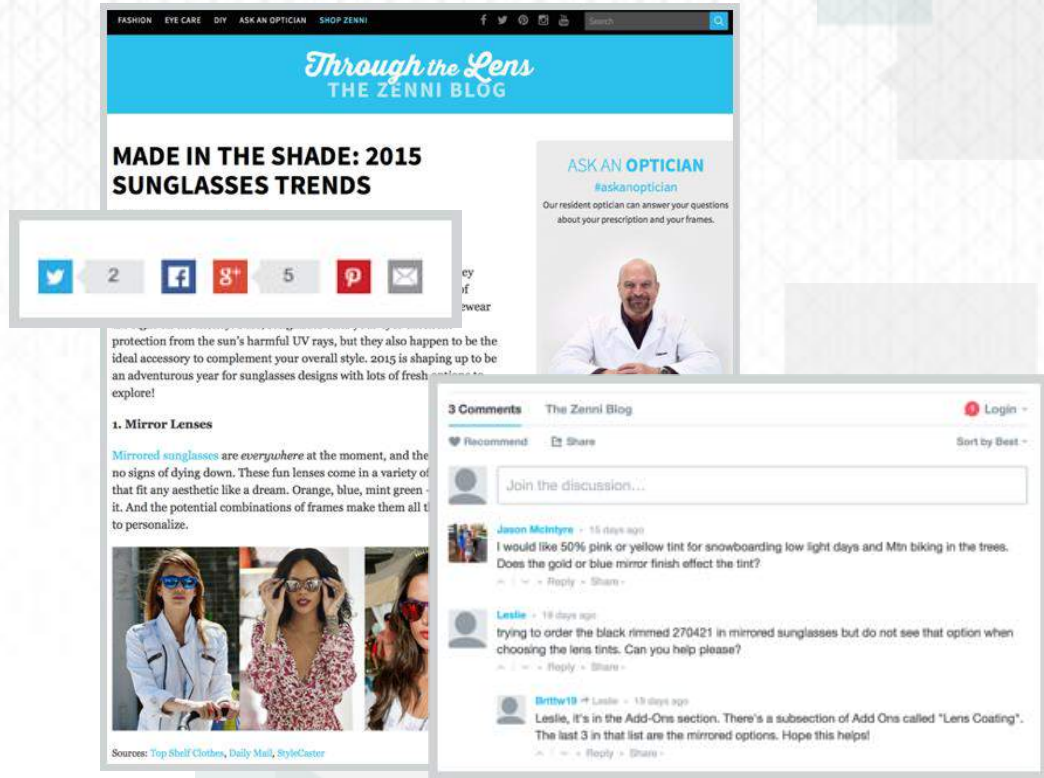 FASHION EYE CARE DIY ASK AN OPTICIAN SHOP ZENNI
Search
Through the Lens
THE ZENNI BLOG
MADE IN THE SHADE: 2015
SUNGLASSES TRENDS
ASK AN OPTICIAN
#askanoptician
Our resident optician can answer your questions
about your prescription and your frames.
2
5
protection from the sun's harmful UV rays, but they also happen to be the
ideal accessory to complement your overall style. 2015 is shaping up to be
an adventurous year for sunglasses designs with lots of fresh
explore!
1. Mirror Lenses
Mirrored sunglasses are everywhere at the moment, and the
no signs of dying down. These fun lenses come in a variety of
that fit any aesthetic like a dream. Orange, blue, mint green -
it. And the potential combinations of frames make them all
to personalize.
Sources: Top Shelf Clothes, Daily Mail, StyleCaster
3 Comments The Zenni Blog Login
Recommend Share Sort by Best
Join the discussion...
Jason McIntyre • 15 days ago
I would like 50% pink or yellow tint for snowboarding low light days and Mtn biking in the trees.
Does the gold or blue mirror finish effect the tint?
Reply • Share
Leslie • 19 days ago
trying to order the black rimmed 270421 in mirrored sunglasses but do not see that option when
choosing the lens tints. Can you help please?
Reply • Share
Britttw19 Leslie • 19 days ago
Leslie, it's in the Add-Ons section. There's a subsection of Add Ons called "Lens Coating".
The last 3 in that list are the mirrored options. Hope this helps!
Reply • Share